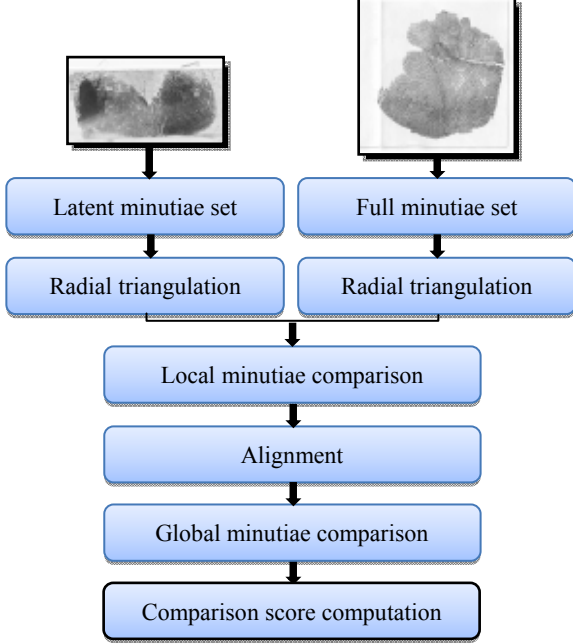 Latent minutiae set
Full minutiae set
Radial triangulation
Radial triangulation
Local minutiae comparison
Alignment
Global minutiae comparison
Comparison score computation